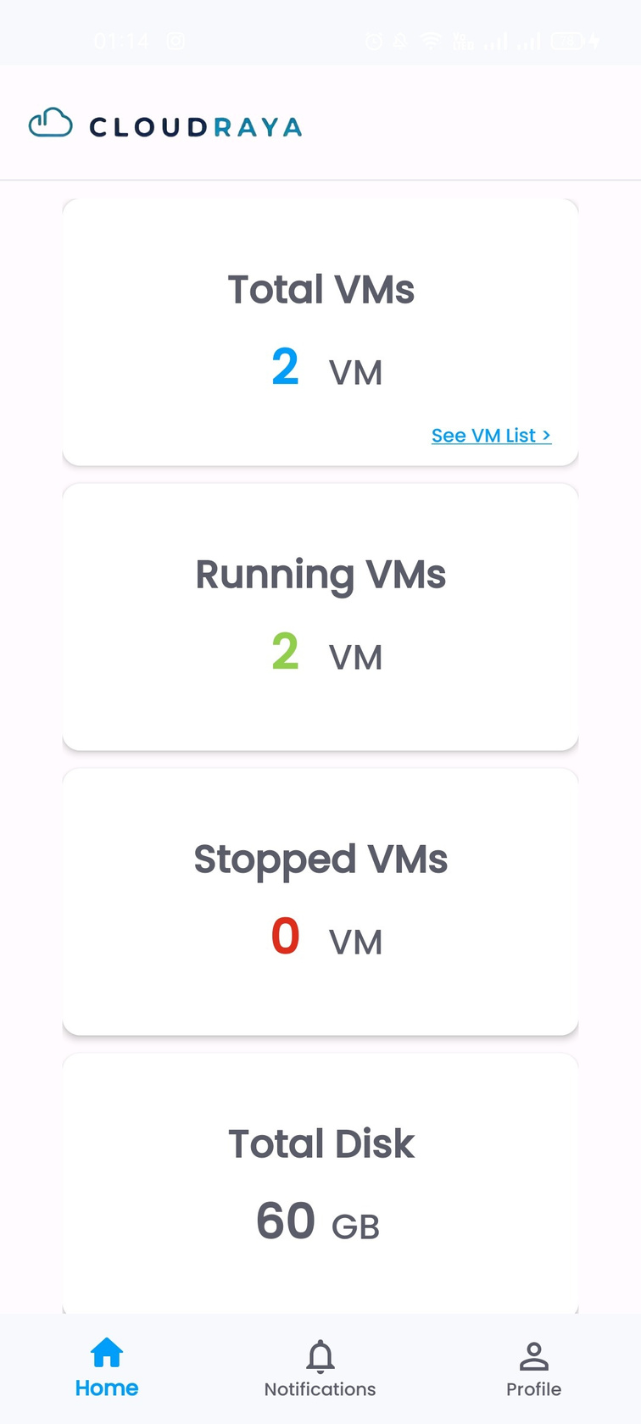 01:14
CLOUDRAYA
Total VMs
2 VM
See VM List >
Running VMs
2 VM
Stopped VMs
0 VM
Total Disk
60 GB
Home
Notifications
Profile